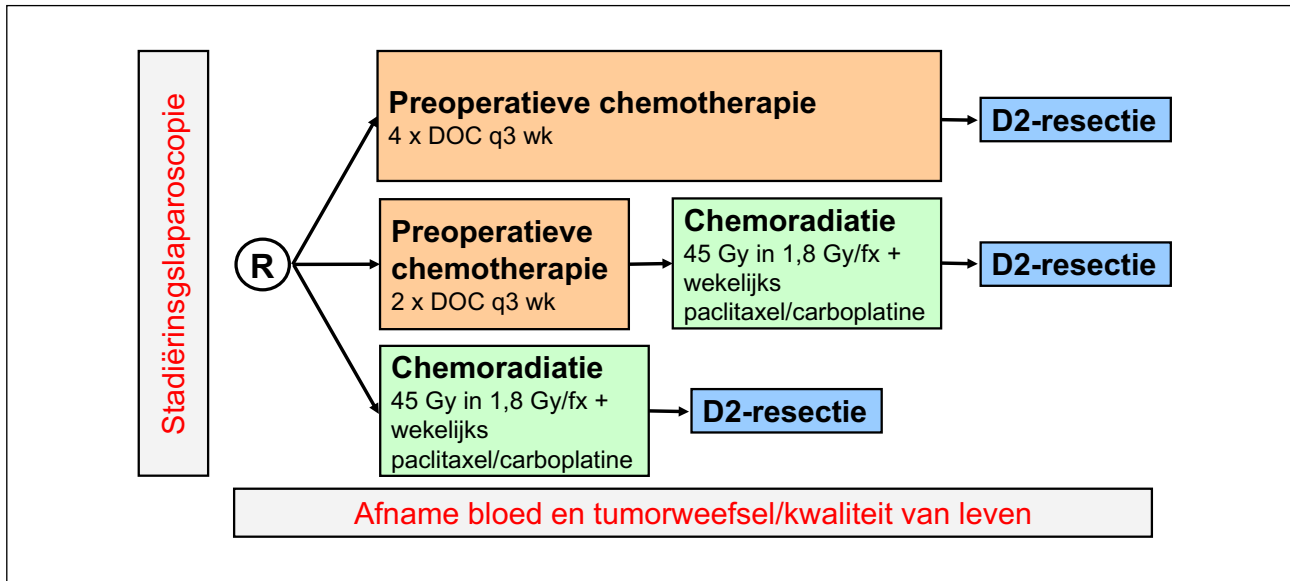 Stadiërinsgslaparoscopie
R
Preoperatieve chemotherapie
4 x DOC q3 wk
D2-resectie
Preoperatieve
chemotherapie
2 x DOC q3 wk
Chemoradiatie
45 Gy in 1,8 Gy/fx +
wekelijks
paclitaxel/carboplatine
D2-resectie
Chemoradiatie
45 Gy in 1,8 Gy/fx +
wekelijks
paclitaxel/carboplatine
D2-resectie
Afname bloed en tumorweefsel/kwaliteit van leven